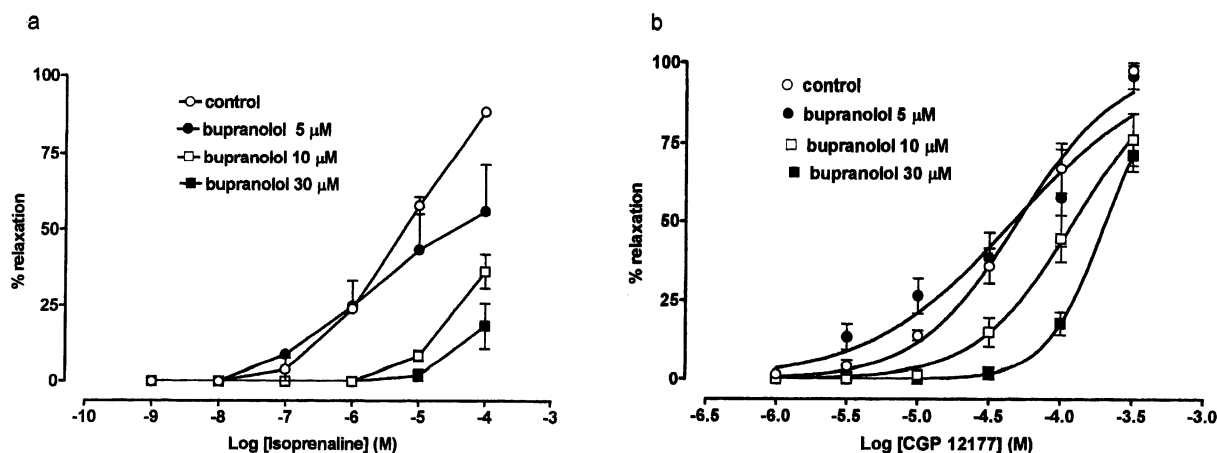 a
100
75
50
25
0
% relaxation
control
bupranolol 5 µM
bupranolol 10 µM
bupranolol 30 µM
-10 -9 -8 -7 -6 -5 -4 -3
Log [Isoprenaline] (M)
b
100
75
50
25
0
% relaxation
control
bupranolol 5 µM
bupranolol 10 µM
bupranolol 30 µM
-6.5 -6.0 -5.5 -5.0 -4.5 -4.0 -3.5 -3.0
Log [CGP 12177] (M)